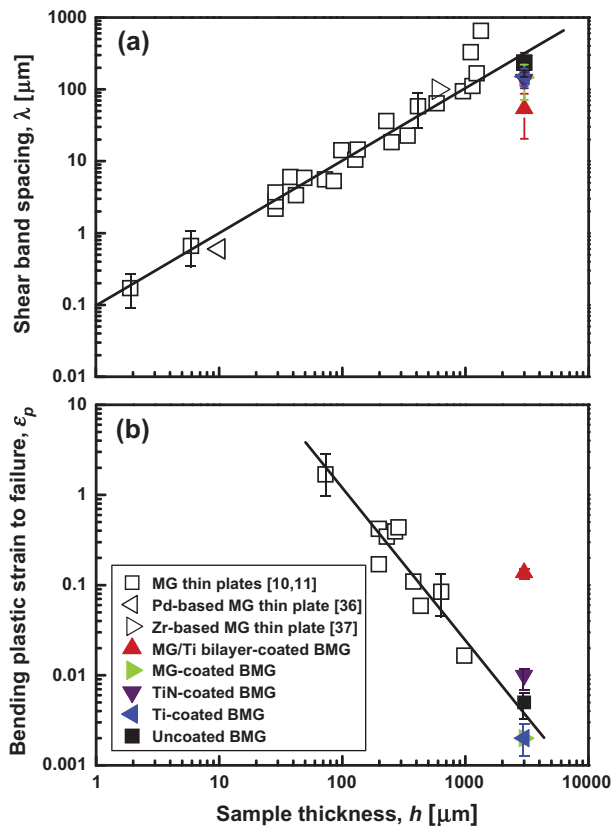 (a)
Shear band spacing, λ [μm]
1000
100
10
1
0.1
0.01
(b)
Bending plastic strain to failure, εp
10
1
0.1
0.01
0.001
MG thin plates [10,11]
Pd-based MG thin plate [36]
Zr-based MG thin plate [37]
MG/Ti bilayer-coated BMG
MG-coated BMG
TiN-coated BMG
Ti-coated BMG
Uncoated BMG
1 10 100 1000 10000
Sample thickness, h [μm]